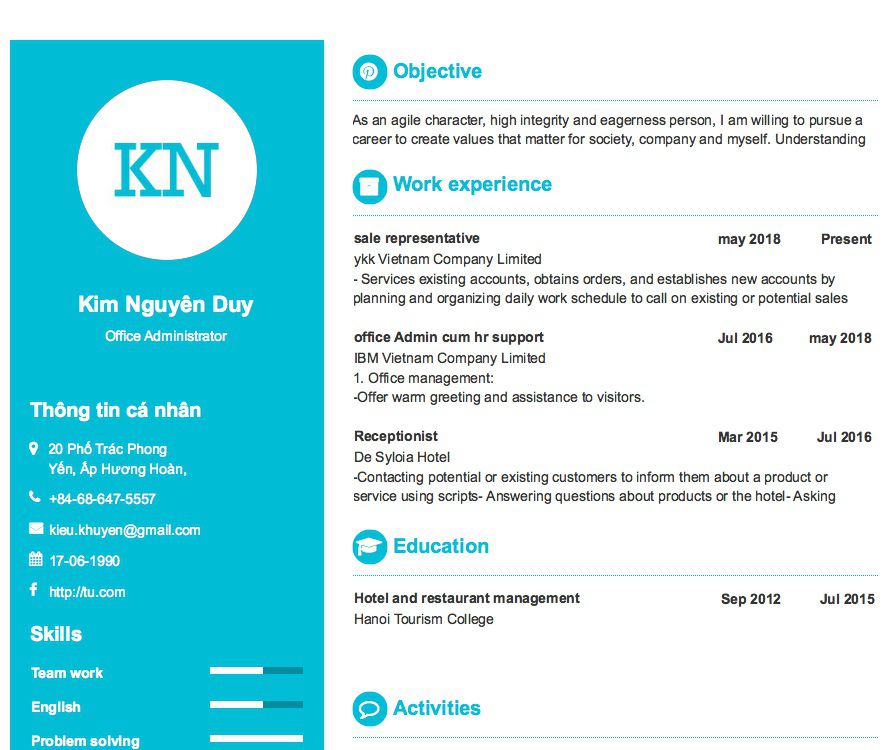 KN
Kim Nguyên Duy
Office Administrator
Thông tin cá nhân
20 Phố Trác Phong
Yến, Ấp Hương Hoàn,
+84-68-647-5557
kieu.khuyen@gmail.com
17-06-1990
http://tu.com
Skills
Team work
English
Problem solving
Objective
As an agile character, high integrity and eagerness person, I am willing to pursue a
career to create values that matter for society, company and myself. Understanding
Work experience
sale representative may 2018 Present
ykk Vietnam Company Limited
- Services existing accounts, obtains orders, and establishes new accounts by
planning and organizing daily work schedule to call on existing or potential sales
office Admin cum hr support Jul 2016 may 2018
IBM Vietnam Company Limited
1. Office management:
-Offer warm greeting and assistance to visitors.
Receptionist Mar 2015 Jul 2016
De Syloia Hotel
-Contacting potential or existing customers to inform them about a product or
service using scripts- Answering questions about products or the hotel- Asking
Education
Hotel and restaurant management Sep 2012 Jul 2015
Hanoi Tourism College
Activities